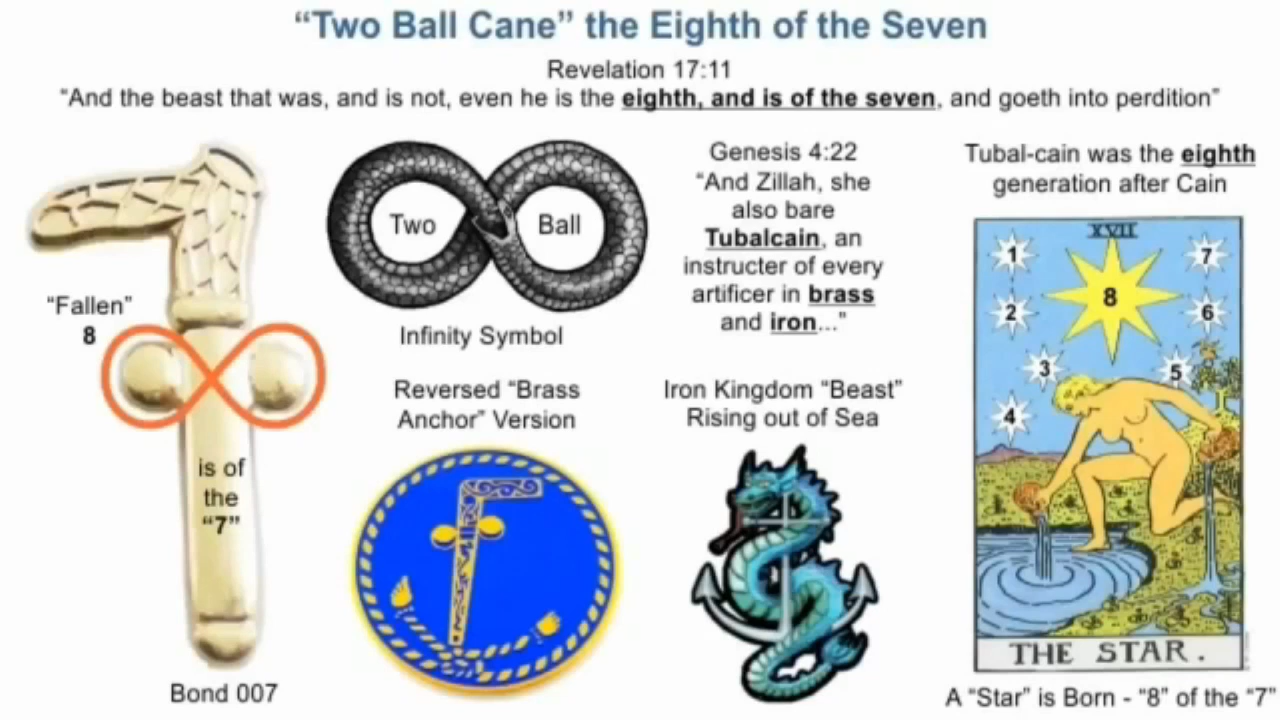 “Two Ball Cane” the Eighth of the Seven
Revelation 17:11
“And the beast that was, and is not, even he is the eighth, and is of the seven, and goeth into perdition”
“Fallen”
8
is of
the
“7”
Bond 007
Two
Ball
Infinity Symbol
Reversed “Brass
Anchor” Version
Genesis 4:22
“And Zillah, she
also bare
Tubalcain, an
instructer of every
artificer in brass
and iron...”
Iron Kingdom “Beast”
Rising out of Sea
Tubal-cain was the eighth
generation after Cain
XVII
1
7
8
2
6
3
5
4
THE STAR.
A “Star” is Born - “8” of the “7”